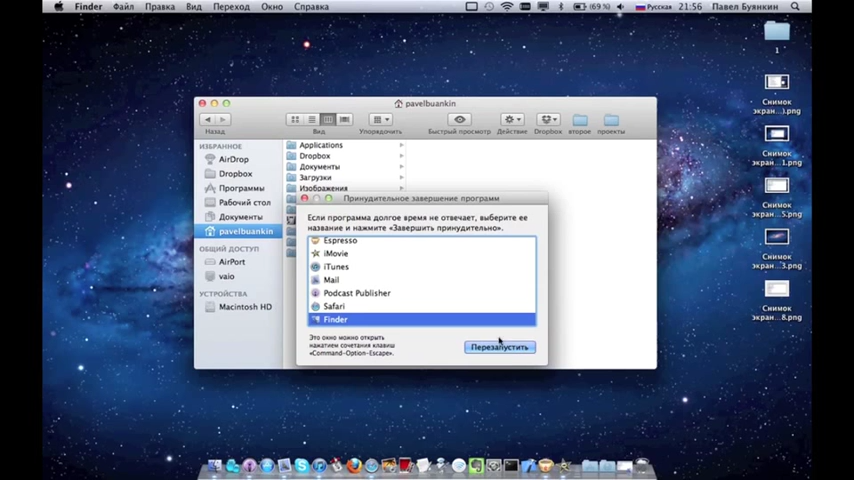 Finder Файл Правка Вид Переход Окно Справка
(69 %) Русская 21:56 Павел Буянкин
1
pavelbuankin
Назад Вид Упорядочить Быстрый просмотр Действие Dropbox второе проекты
ИЗБРАННОЕ
AirDrop
Dropbox
Программы
Рабочий стол
Документы
pavelbuankin
ОБЩИЙ ДОСТУП
AirPort
vaio
УСТРОЙСТВА
Macintosh HD
Applications
Dropbox
Документы
Загрузки
Изображения
Принудительное завершение программ
Если программа долгое время не отвечает, выберите ее
название и нажмите «Завершить принудительно».
Espresso
iMovie
iTunes
Mail
Podcast Publisher
Safari
Finder
Это окно можно открыть
нажатием сочетания клавиш
«Command-Option-Escape».
Перезапустить
Снимок
экран...).png
Снимок
экран...1.png
Снимок
экран...5.png
Снимок
экран...3.png
Снимок
экран...8.png